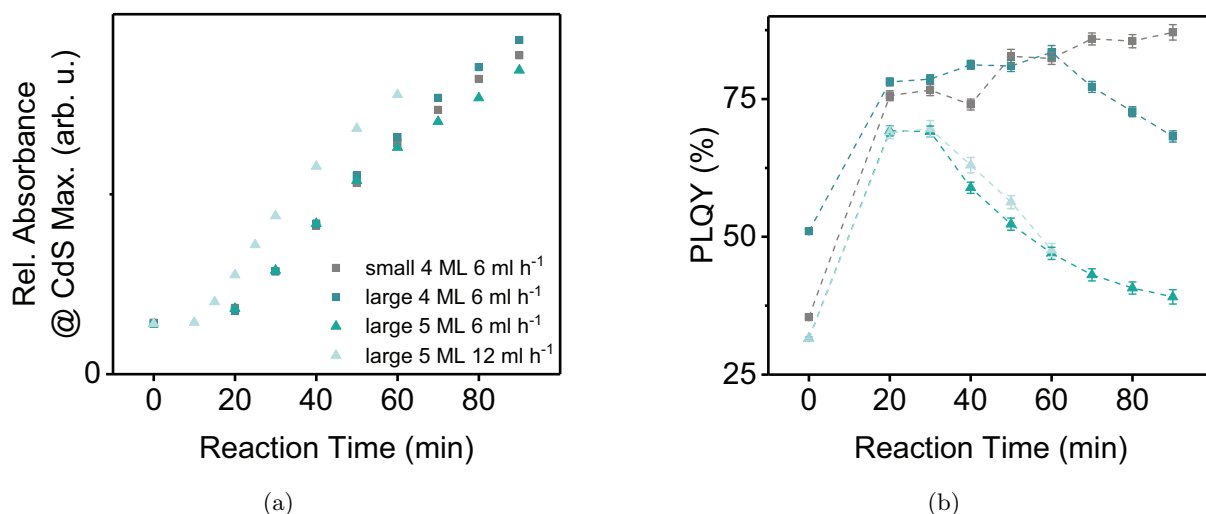 Rel. Absorbance
@ CdS Max. (arb. u.)
0
small 4 ML 6 ml h⁻¹
large 4 ML 6 ml h⁻¹
large 5 ML 6 ml h⁻¹
large 5 ML 12 ml h⁻¹
0 20 40 60 80
Reaction Time (min)
(a)
PLQY (%)
75
50
25
0 20 40 60 80
Reaction Time (min)
(b)